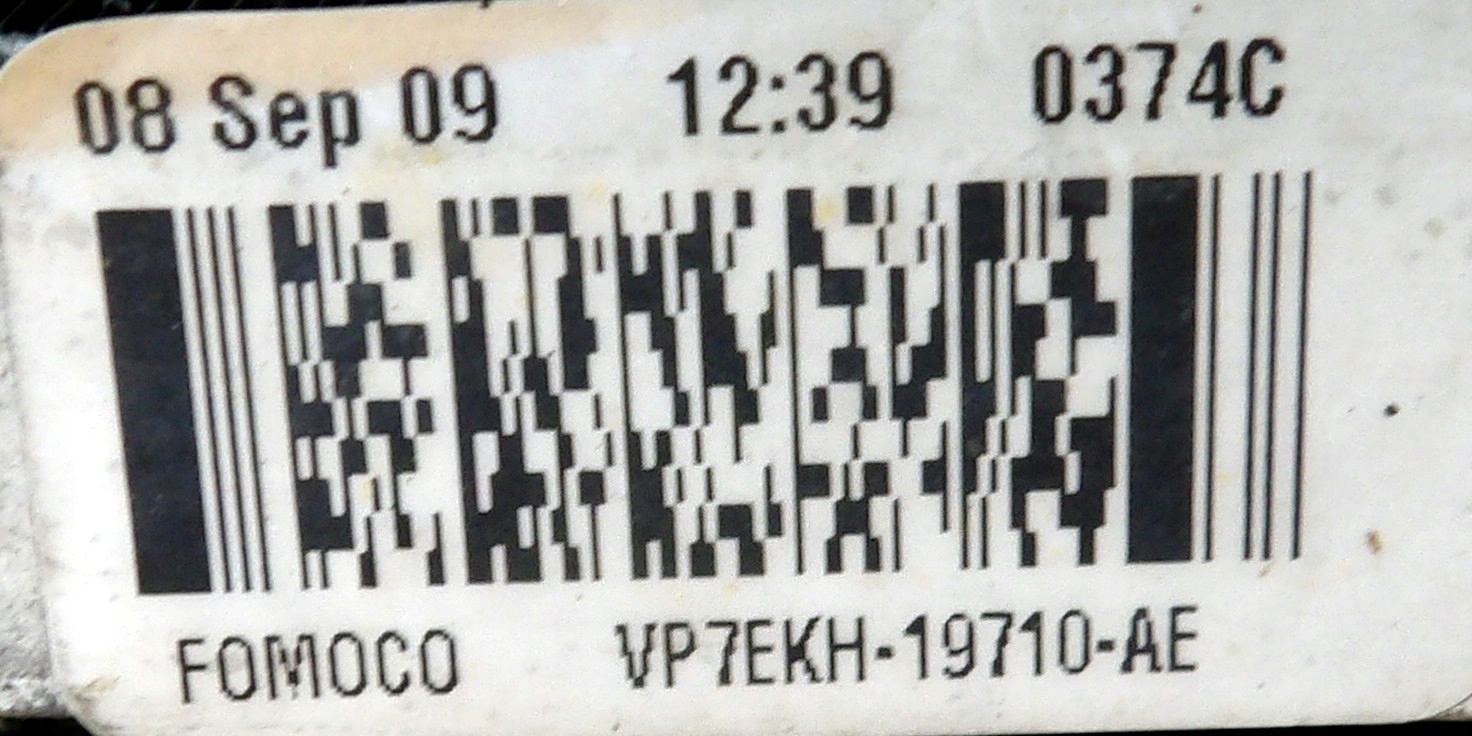 08 Sep 09 12:39 0374C
FOMOCO VP7EKH-19710-AE